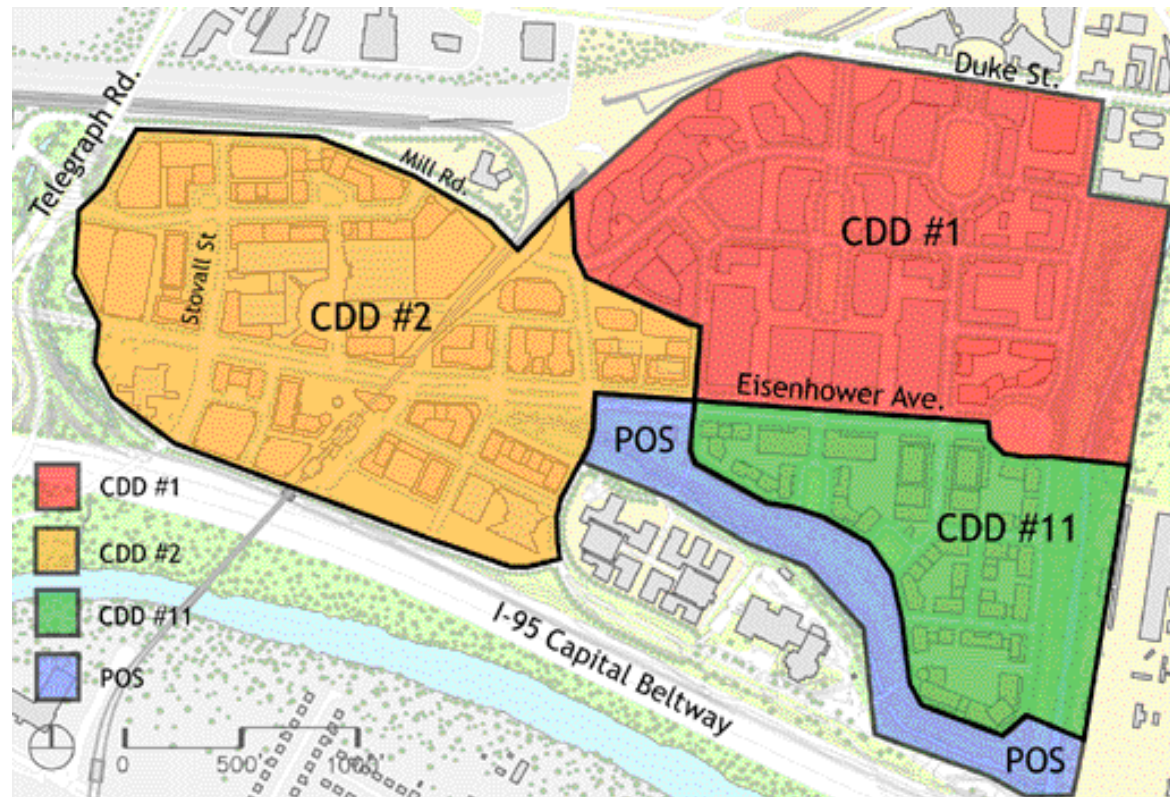 Duke St.
Telegraph Rd.
Mill Rd.
CDD #1
Stovall St
CDD #2
Eisenhower Ave.
POS
CDD #11
I-95 Capital Beltway
POS
CDD #1
CDD #2
CDD #11
POS
0 500' 1000'